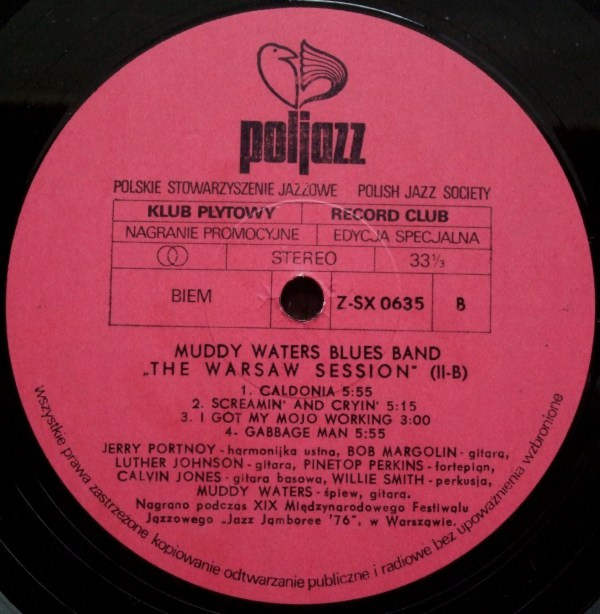 poljazz
POLSKIE STOWARZYSZENIE JAZZOWE POLISH JAZZ SOCIETY
KLUB PŁYTOWY RECORD CLUB
NAGRANIE PROMOCYJNE EDYCJA SPECJALNA
STEREO 33⅓
BIEM Z-SX 0635 B
MUDDY WATERS BLUES BAND
„THE WARSAW SESSION" (II-B)
1. CALDONIA 5:55
2. SCREAMIN' AND CRYIN' 5:15
3. I GOT MY MOJO WORKING 3:00
4. GABBAGE MAN 5:55
JERRY PORTNOY - harmonijka ustna, BOB MARGOLIN - gitara,
LUTHER JOHNSON - gitara, PINETOP PERKINS - fortepian,
CALVIN JONES - gitara basowa, WILLIE SMITH - perkusja,
MUDDY WATERS - śpiew, gitara.
Nagrano podczas XIX Międzynarodowego Festiwalu
Jazzowego „Jazz Jamboree '76", w Warszawie.
wszystkie prawa zastrzeżone kopiowanie odtwarzanie publiczne i radiowe bez upoważnienia wzbronione